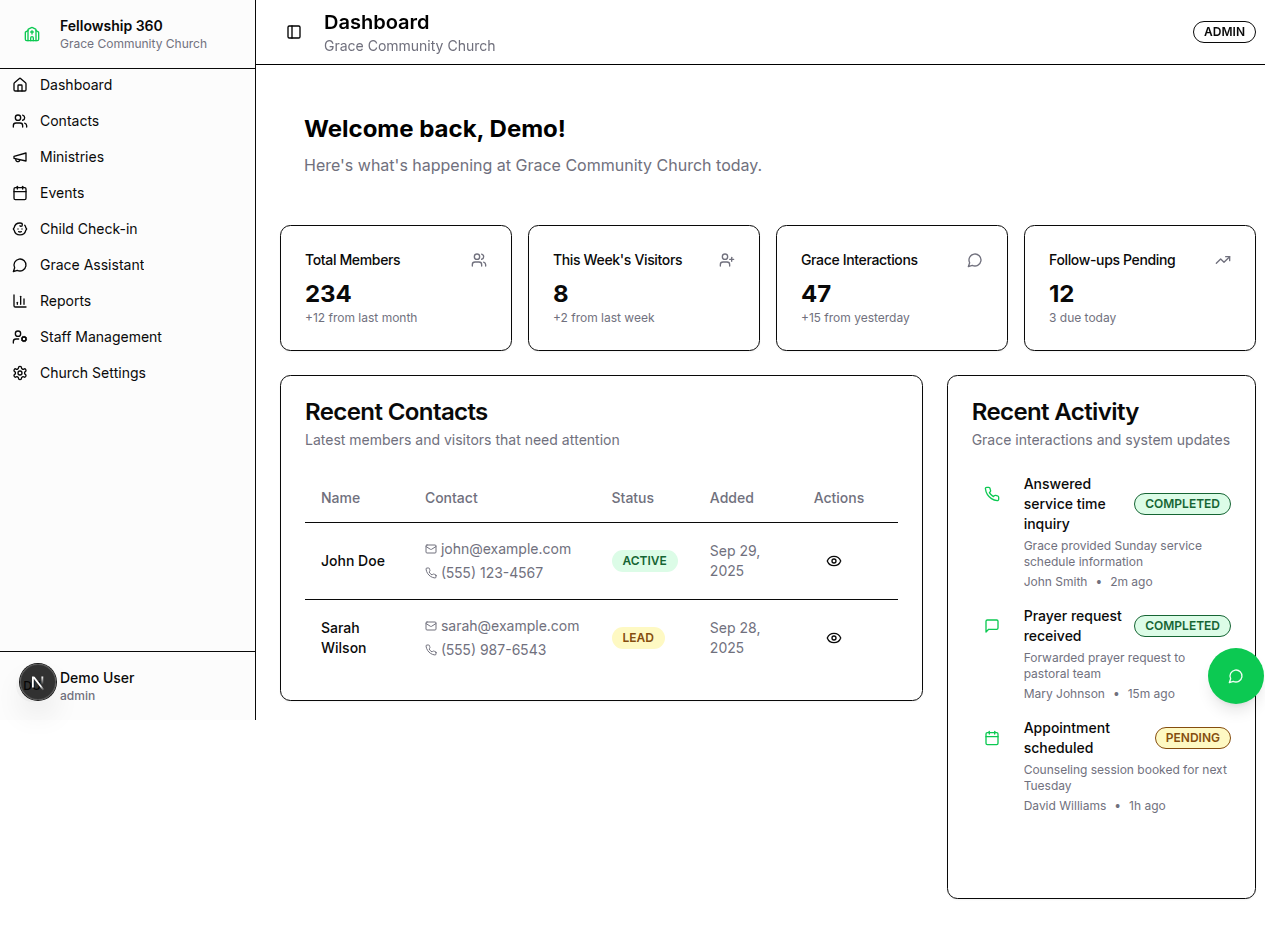 Fellowship 360
Grace Community Church
Dashboard
Contacts
Ministries
Events
Child Check-in
Grace Assistant
Reports
Staff Management
Church Settings
N
Demo User
admin
Dashboard
Grace Community Church
ADMIN
Welcome back, Demo!
Here's what's happening at Grace Community Church today.
Total Members
234
+12 from last month
This Week's Visitors
8
+2 from last week
Grace Interactions
47
+15 from yesterday
Follow-ups Pending
12
3 due today
Recent Contacts
Latest members and visitors that need attention
Name Contact Status Added Actions
John Doe
john@example.com
(555) 123-4567
ACTIVE
Sep 29,
2025
Sarah
Wilson
sarah@example.com
(555) 987-6543
LEAD
Sep 28,
2025
Recent Activity
Grace interactions and system updates
Answered
service time
inquiry
COMPLETED
Grace provided Sunday service
schedule information
John Smith • 2m ago
Prayer request
received
COMPLETED
Forwarded prayer request to
pastoral team
Mary Johnson • 15m ago
Appointment
scheduled
PENDING
Counseling session booked for next
Tuesday
David Williams • 1h ago